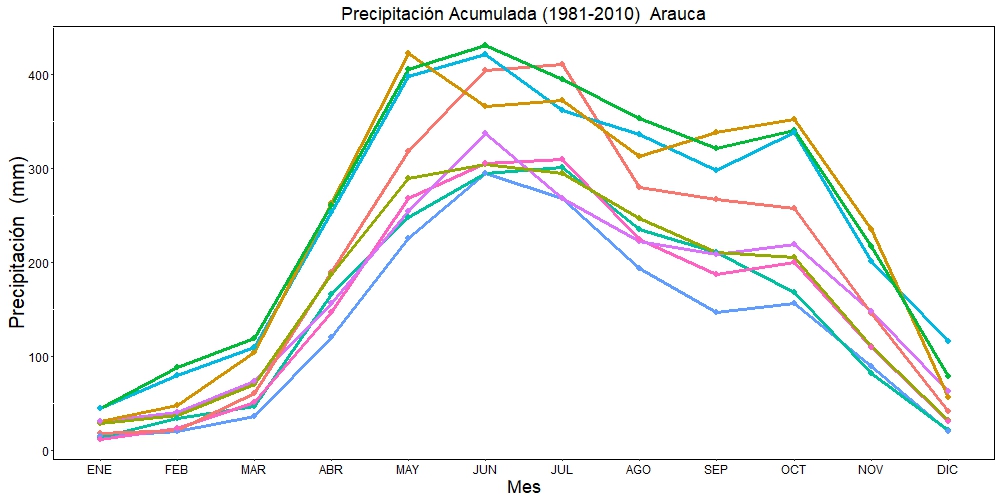 Precipitación Acumulada (1981-2010)  Arauca
Precipitación  (mm)
400
300
200
100
0
ENE FEB MAR ABR MAY JUN JUL AGO SEP OCT NOV DIC
Mes